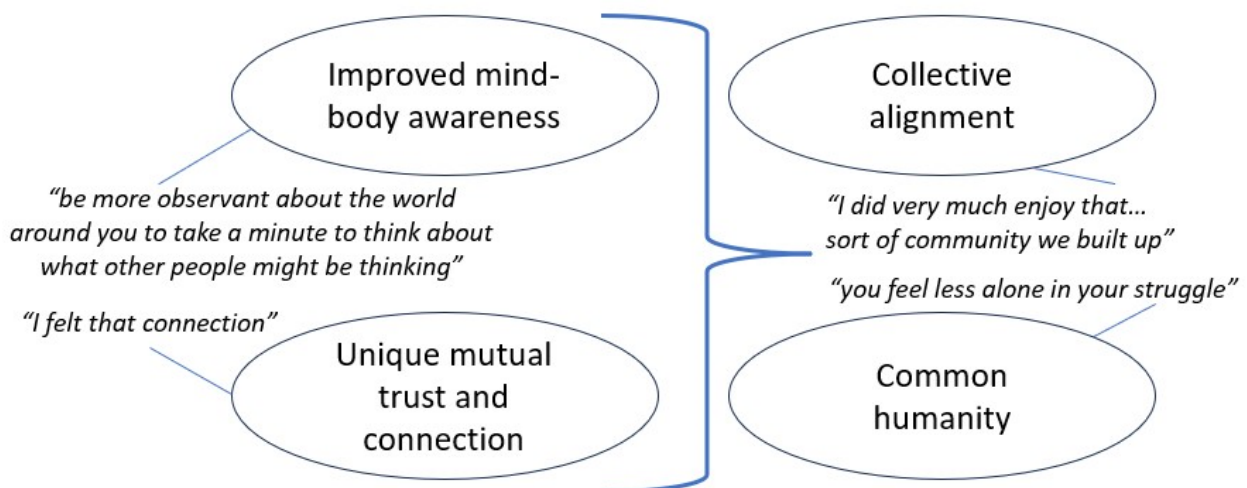 Improved mind-
body awareness
“be more observant about the world
around you to take a minute to think about
what other people might be thinking”
“I felt that connection”
Unique mutual
trust and
connection
Collective
alignment
“I did very much enjoy that...
sort of community we built up”
“you feel less alone in your struggle”
Common
humanity